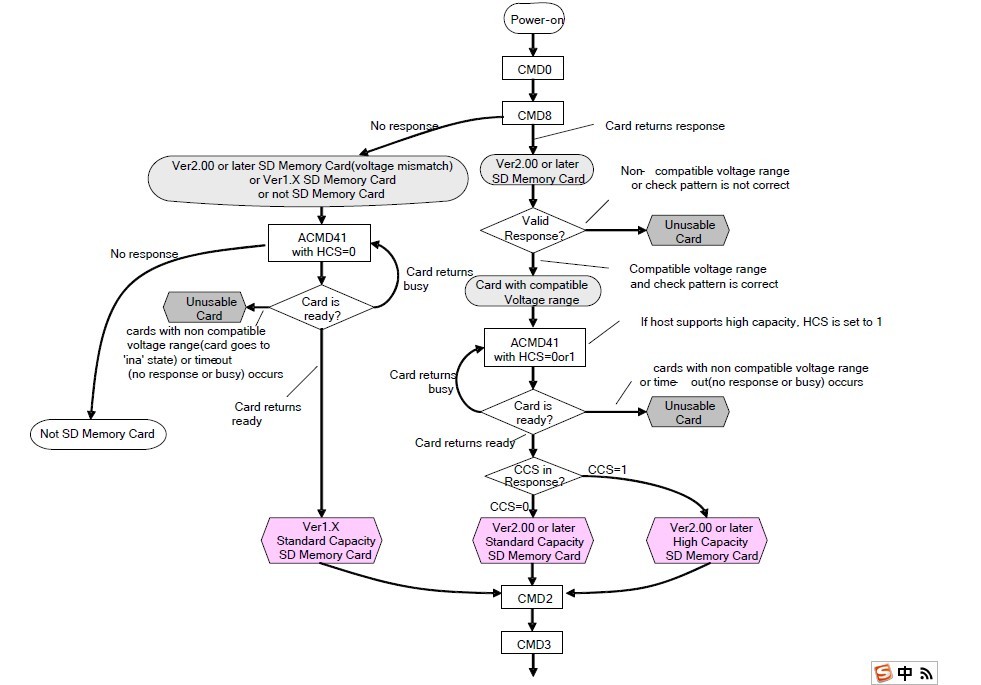 Power-on
CMD0
CMD8
No response
Card returns response
Ver2.00 or later SD Memory Card(voltage mismatch)
or Ver1.X SD Memory Card
or not SD Memory Card
Ver2.00 or later
SD Memory Card
Non- compatible voltage range
or check pattern is not correct
Valid
Response?
Unusable
Card
ACMD41
with HCS=0
No response
Card returns
busy
Compatible voltage range
and check pattern is correct
Card with compatible
Voltage range
Unusable
Card
Card is
ready?
cards with non compatible
voltage range(card goes to
'ina' state) or timeout
(no response or busy) occurs
If host supports high capacity, HCS is set to 1
ACMD41
with HCS=0or1
Card returns
busy
cards with non compatible voltage range
or time- out(no response or busy) occurs
Card is
ready?
Unusable
Card
Card returns
ready
Not SD Memory Card
Card returns ready
CCS in
Response?
CCS=1
CCS=0
Ver1.X
Standard Capacity
SD Memory Card
Ver2.00 or later
Standard Capacity
SD Memory Card
Ver2.00 or later
High Capacity
SD Memory Card
CMD2
CMD3
S 中